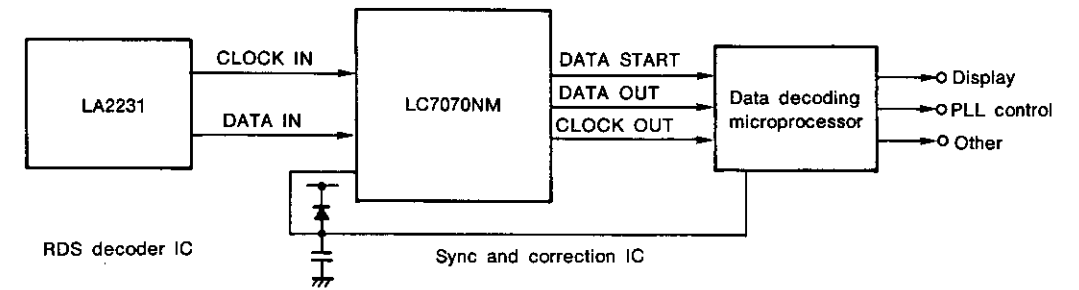 CLOCK IN
DATA IN
LA2231
LC7070NM
DATA START
DATA OUT
CLOCK OUT
Data decoding
microprocessor
Display
PLL control
Other
RDS decoder IC
Sync and correction IC